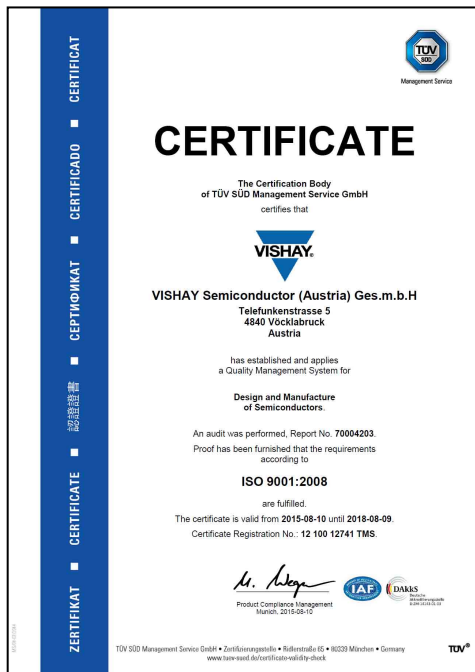 TÜV
SÜD
Management Service
CERTIFICATE
The Certification Body
of TÜV SÜD Management Service GmbH
certifies that
VISHAY.
VISHAY Semiconductor (Austria) Ges.m.b.H
Telefunkenstrasse 5
4840 Vöcklabruck
Austria
has established and applies
a Quality Management System for
Design and Manufacture
of Semiconductors.
An audit was performed, Report No. 70004203.
Proof has been furnished that the requirements
according to
ISO 9001:2008
are fulfilled.
The certificate is valid from 2015-08-10 until 2018-08-09.
Certificate Registration No.: 12 100 12741 TMS.
Product Compliance Management
Munich, 2015-08-10
IAF
DAkkS
Deutsche
Akkreditierungsstelle
TÜV SÜD Management Service GmbH • Zertifizierungsstelle • Ridlerstraße 65 • 80339 München • Germany
www.tuev-sued.de/certificate-validity-check
TÜV®
ZERTIFIKAT ■ CERTIFICATE ■ 認證證書 ■ СЕРТИФИКАТ ■ CERTIFICADO ■ CERTIFICAT